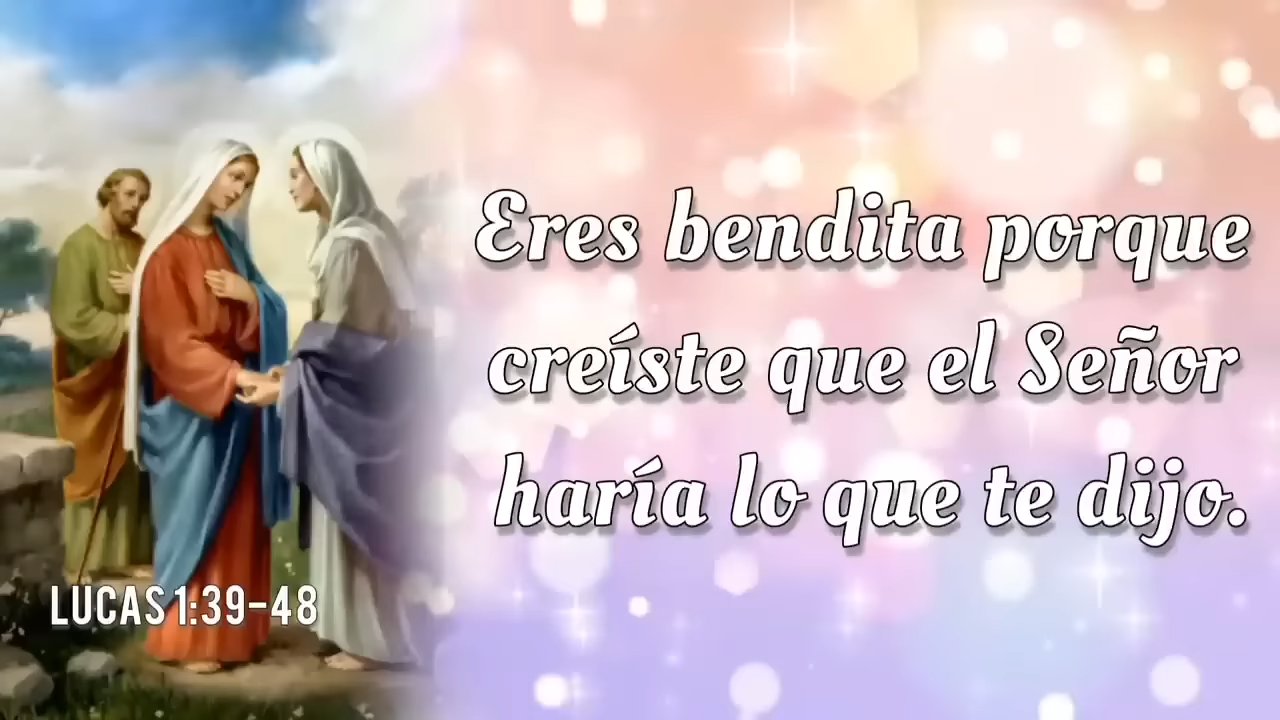 Eres bendita porque
creíste que el Señor
haría lo que te dijo.
LUCAS 1:39-48